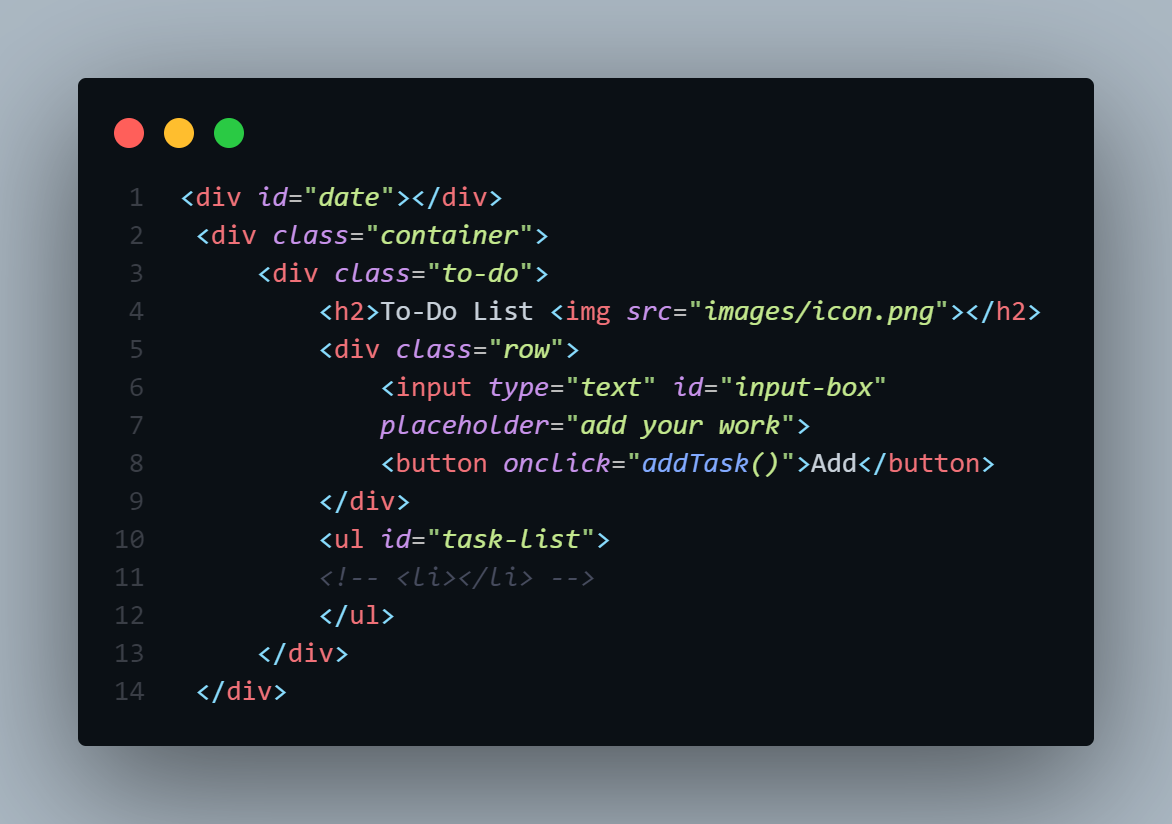 1 <div id="date"></div>
2 <div class="container">
3 <div class="to-do">
4 <h2>To-Do List <img src="images/icon.png"></h2>
5 <div class="row">
6 <input type="text" id="input-box"
7 placeholder="add your work">
8 <button onclick="addTask()">Add</button>
9 </div>
10 <ul id="task-list">
11 <!-- <li></li> -->
12 </ul>
13 </div>
14 </div>